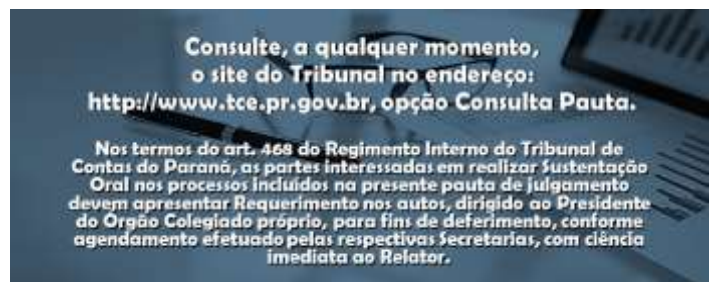 Consulte, a qualquer momento,
o site do Tribunal no endereço:
http://www.tce.pr.gov.br, opção Consulta Pauta.
Nos termos do art. 468 do Regimento Interno do Tribunal de
Contas do Paraná, as partes interessadas em realizar Sustentação
Oral nos processos incluídos na presente pauta de julgamento
devem apresentar Requerimento nos autos, dirigido ao Presidente
do Órgão Colegiado próprio, para fins de deferimento, conforme
agendamento efetuado pelas respectivas Secretarias, com ciência
imediata ao Relator.